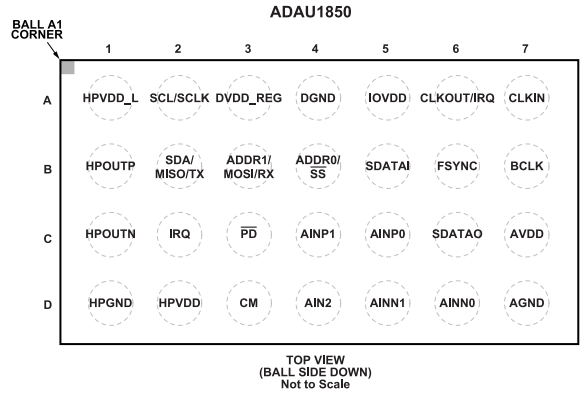 ADAU1850
BALL A1
CORNER
1 2 3 4 5 6 7
A HPVDD_L SCL/SCLK DVDD_REG DGND IOVDD CLKOUT/IRQ CLKIN
B HPOUTP SDA/ MISO/TX ADDR1/ MOSI/RX ADDR0/ SS SDATAI FSYNC BCLK
C HPOUTN IRQ PD AINP1 AINP0 SDATAO AVDD
D HPGND HPVDD CM AIN2 AINN1 AINN0 AGND
TOP VIEW
(BALL SIDE DOWN)
Not to Scale